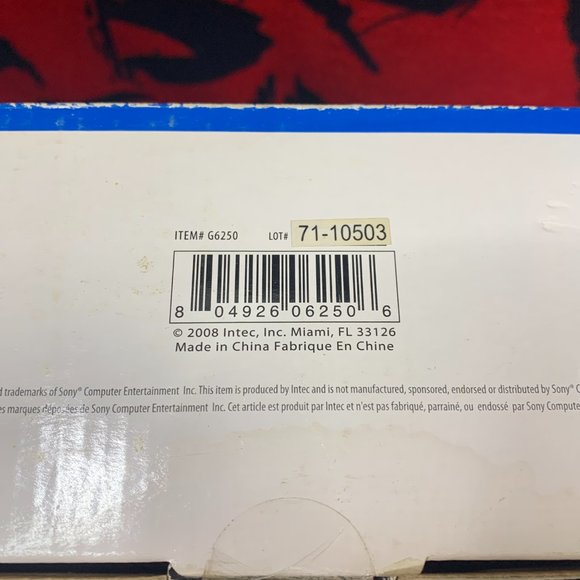 ITEM# G6250 LOT# 71-10503
8 04926 06250 6
© 2008 Intec, Inc. Miami, FL 33126
Made in China Fabrique En Chine
d trademarks of Sony® Computer Entertainment Inc. This item is produced by Intec and is not manufactured, sponsored, endorsed or distributed by Sony® C
es marques déposées de Sony Computer Entertainment Inc. Cet article est produit par Intec et n'est pas fabriqué, parrainé, ou endossé par Sony Compute